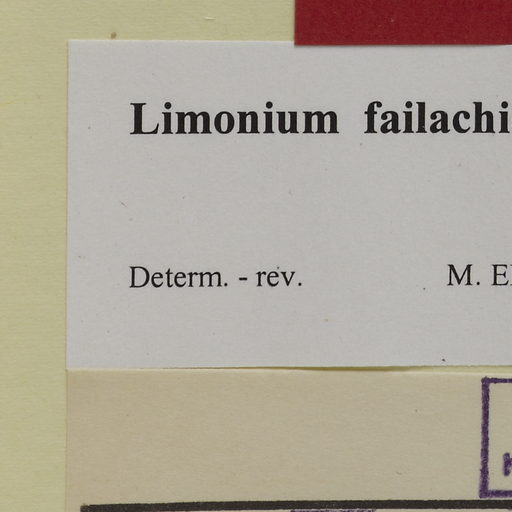 Limonium failachi
Determ. - rev. M. E